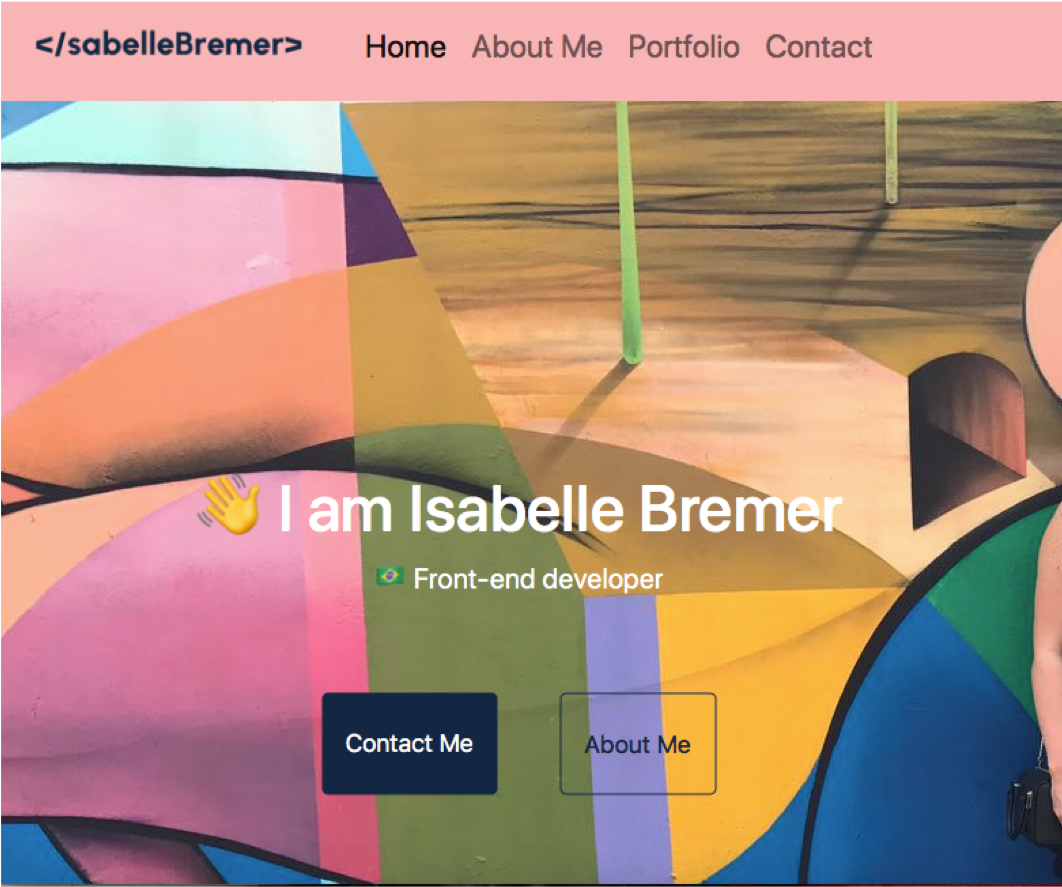 </sabelleBremer>
Home About Me Portfolio Contact
👋 I am Isabelle Bremer
🇧🇷 Front-end developer
Contact Me
About Me